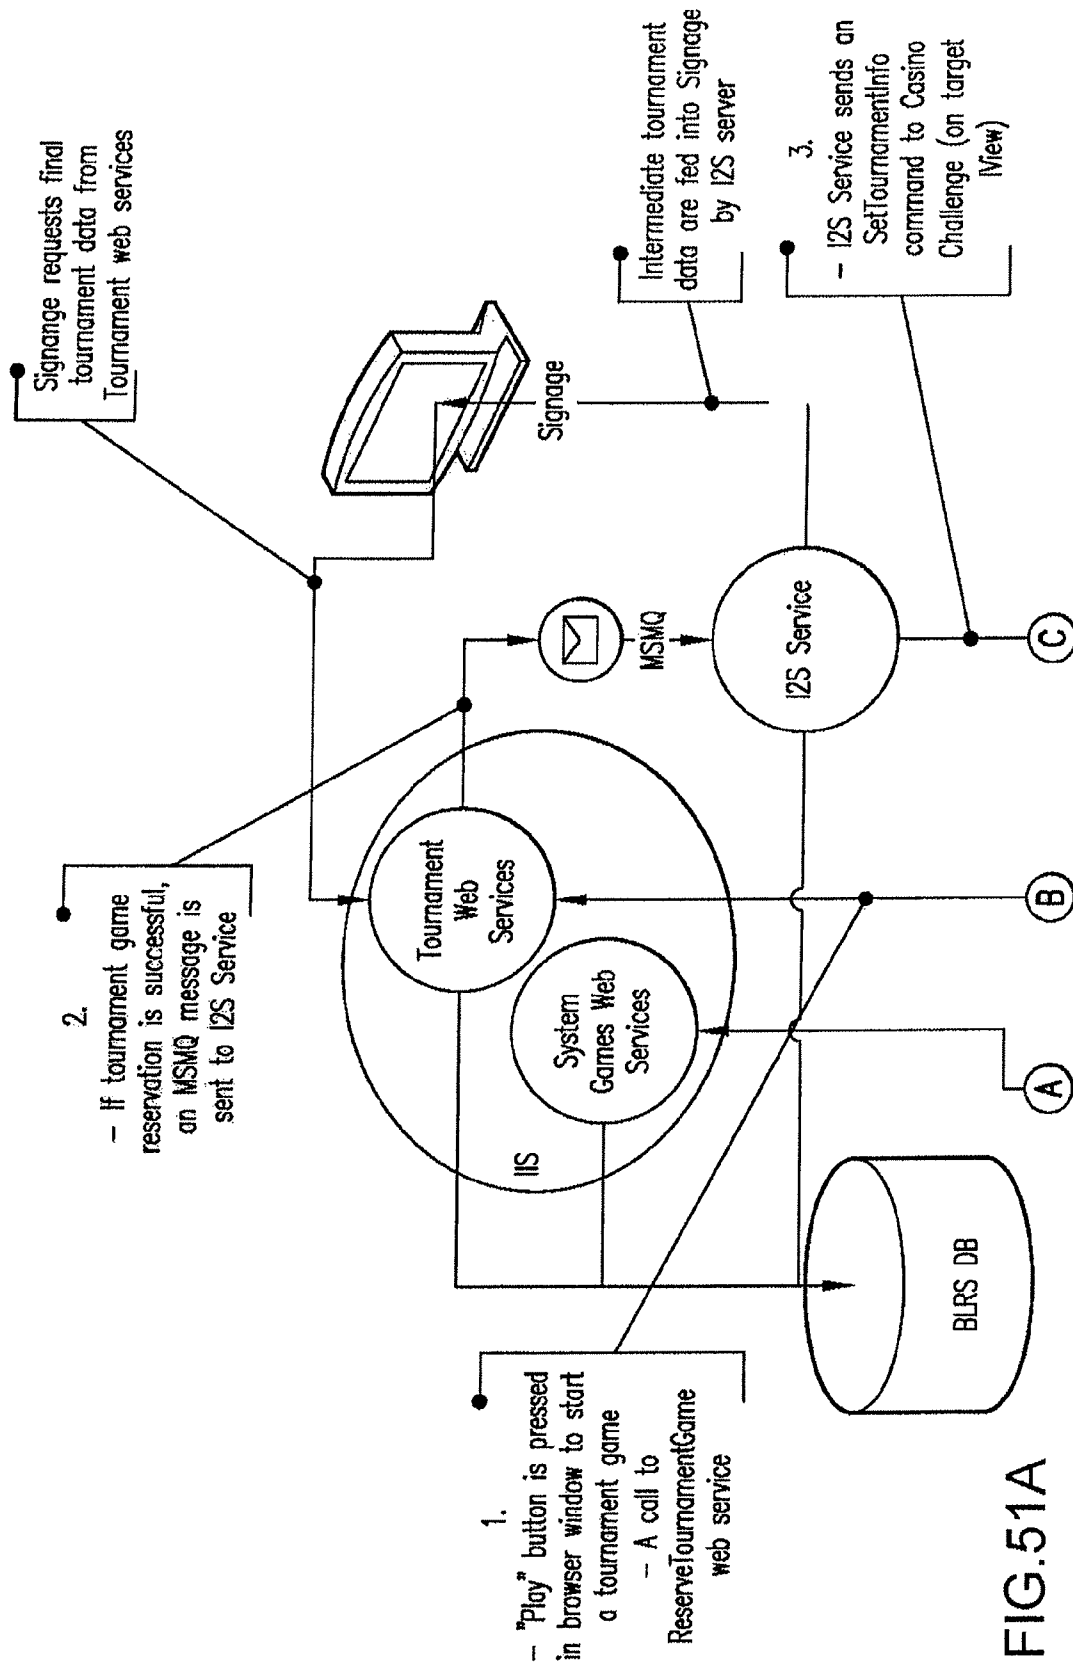 Signange requests final
tournament data from
Tournament web services
2.
– If tournament game
reservation is successful,
an MSMQ message is
sent to I2S Service
Signage
Intermediate tournament
data are fed into Signage
by I2S server
3.
– I2S Service sends an
SetTournamentInfo
command to Casino
Challenge (on target
IView)
MSMQ
Tournament
Web
Services
System
Games Web
Services
IIS
I2S Service
1.
– "Play" button is pressed
in browser window to start
a tournament game
– A call to
ReserveTournamentGame
web service
BLRS DB
A
B
C
FIG.51A